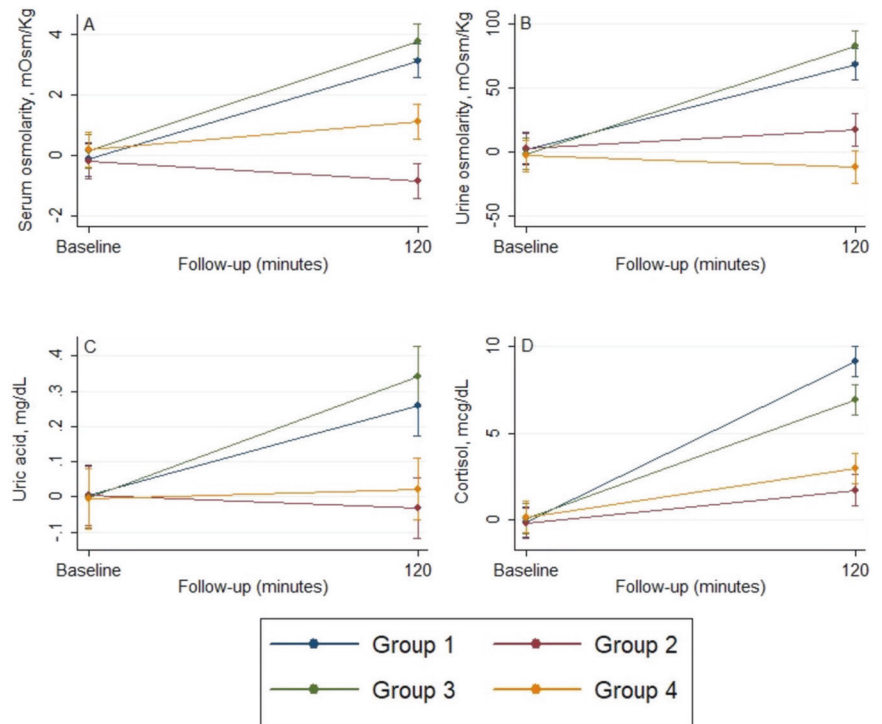 A
Serum osmolarity, mOsm/Kg
4
2
0
-2
Baseline
120
Follow-up (minutes)
B
Urine osmolarity, mOsm/Kg
100
50
0
-50
Baseline
120
Follow-up (minutes)
C
Uric acid, mg/dL
.4
.3
.2
.1
0
-.1
Baseline
120
Follow-up (minutes)
D
Cortisol, mcg/dL
10
5
0
Baseline
120
Follow-up (minutes)
Group 1
Group 2
Group 3
Group 4